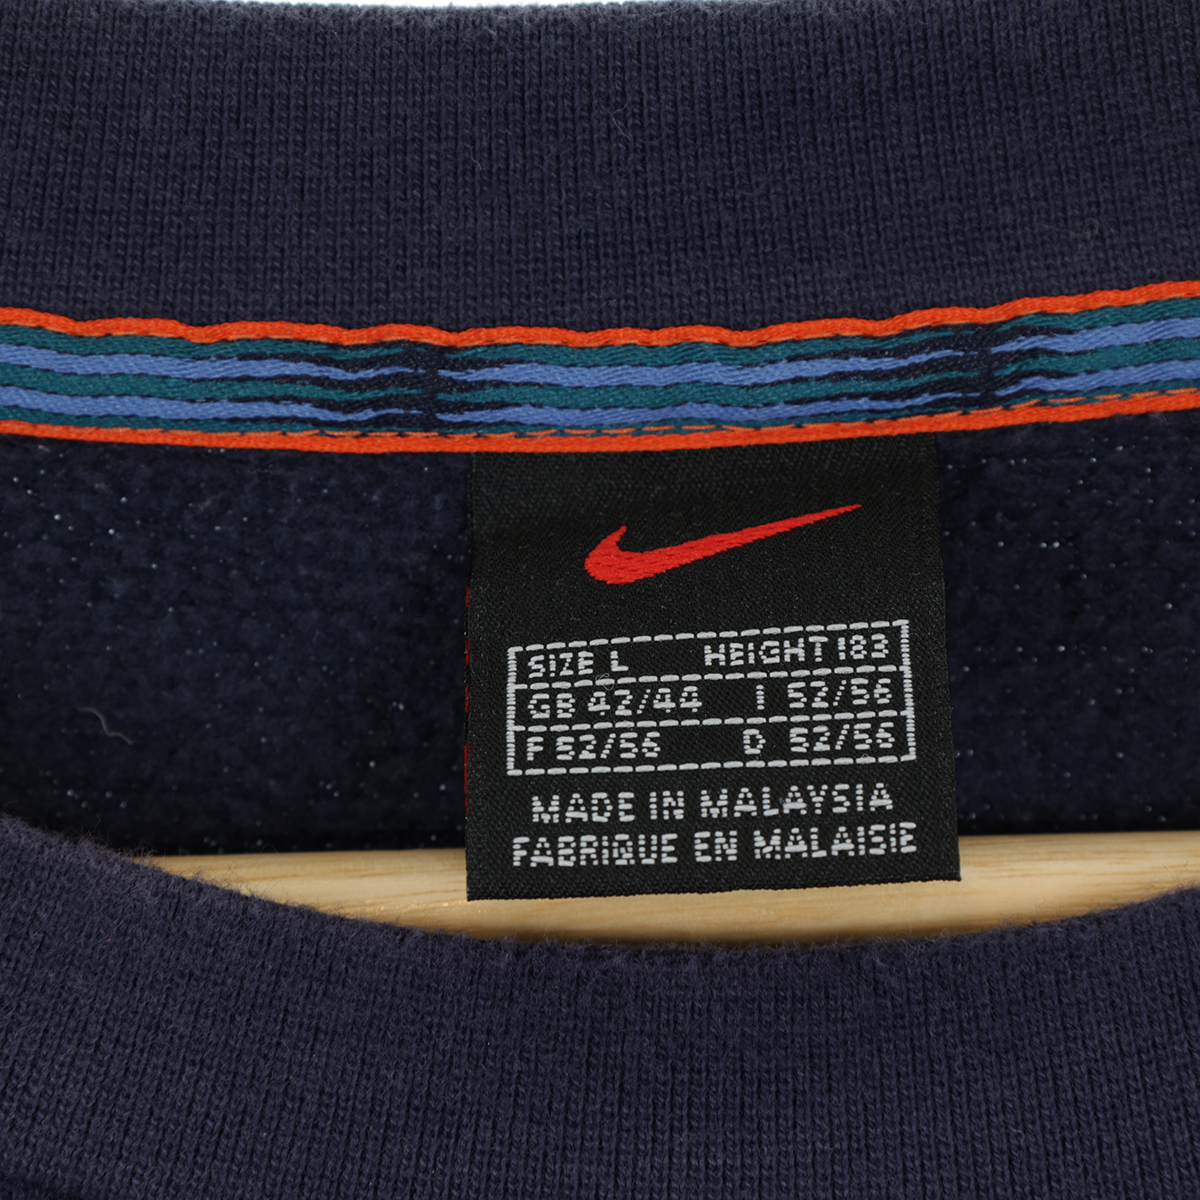 SIZE L HEIGHT 183
GB 42/44 I 52/56
F 52/56 D 52/56
MADE IN MALAYSIA
FABRIQUE EN MALAISIE